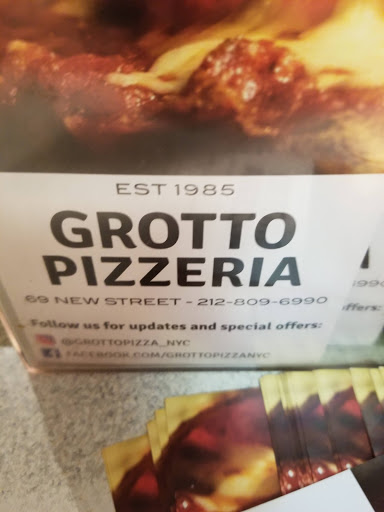 EST 1985
GROTTO
PIZZERIA
69 NEW STREET - 212-809-6990
Follow us for updates and special offers:
@GROTTOPIZZA_NYC
FACEBOOK.COM/GROTTOPIZZANYC